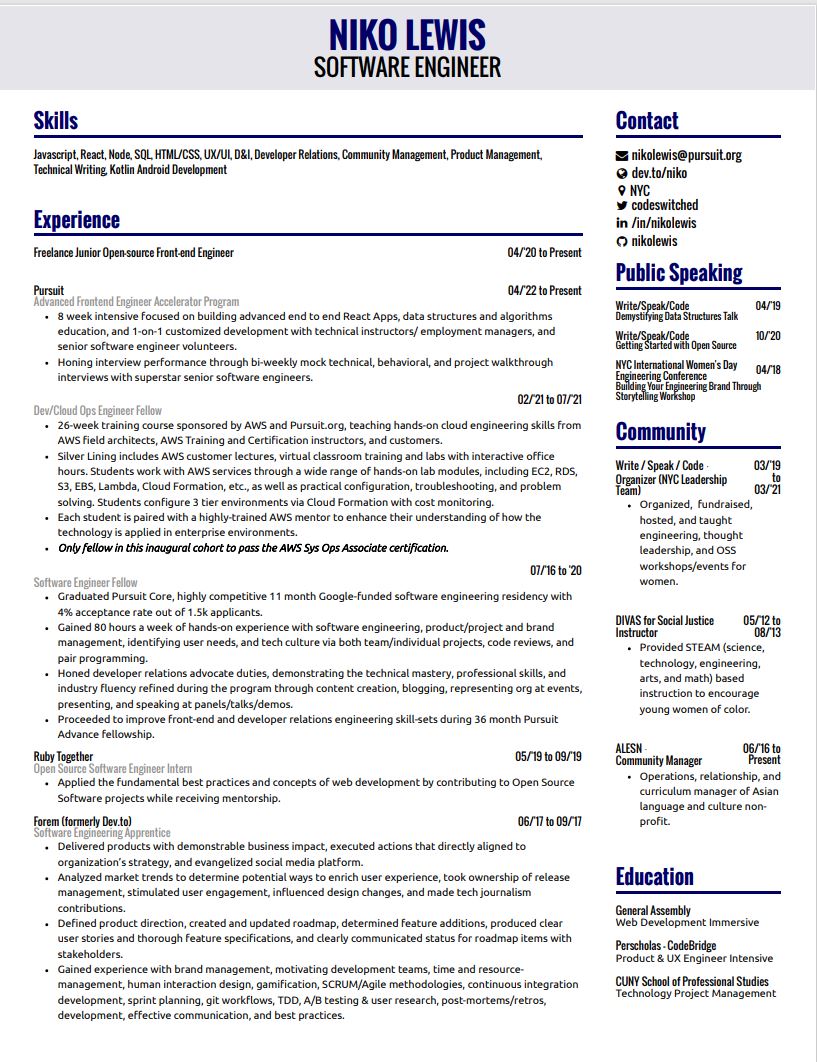 NIKO LEWIS
SOFTWARE ENGINEER
Skills
Javascript, React, Node, SQL, HTML/CSS, UX/UI, D&I, Developer Relations, Community Management, Product Management,
Technical Writing, Kotlin Android Development
Experience
Freelance Junior Open-source Front-end Engineer 04/'20 to Present
Pursuit 04/'22 to Present
Advanced Frontend Engineer Accelerator Program
• 8 week intensive focused on building advanced end to end React Apps, data structures and algorithms
education, and 1-on-1 customized development with technical instructors/ employment managers, and
senior software engineer volunteers.
• Honing interview performance through bi-weekly mock technical, behavioral, and project walkthrough
interviews with superstar senior software engineers.
02/'21 to 07/'21
Dev/Cloud Ops Engineer Fellow
• 26-week training course sponsored by AWS and Pursuit.org, teaching hands-on cloud engineering skills from
AWS field architects, AWS Training and Certification instructors, and customers.
• Silver Lining includes AWS customer lectures, virtual classroom training and labs with interactive office
hours. Students work with AWS services through a wide range of hands-on lab modules, including EC2, RDS,
S3, EBS, Lambda, Cloud Formation, etc., as well as practical configuration, troubleshooting, and problem
solving. Students configure 3 tier environments via Cloud Formation with cost monitoring.
• Each student is paired with a highly-trained AWS mentor to enhance their understanding of how the
technology is applied in enterprise environments.
• Only fellow in this inaugural cohort to pass the AWS Sys Ops Associate certification.
07/'16 to '20
Software Engineer Fellow
• Graduated Pursuit Core, highly competitive 11 month Google-funded software engineering residency with
4% acceptance rate out of 1.5k applicants.
• Gained 80 hours a week of hands-on experience with software engineering, product/project and brand
management, identifying user needs, and tech culture via both team/individual projects, code reviews, and
pair programming.
• Honed developer relations advocate duties, demonstrating the technical mastery, professional skills, and
industry fluency refined during the program through content creation, blogging, representing org at events,
presenting, and speaking at panels/talks/demos.
• Proceeded to improve front-end and developer relations engineering skill-sets during 36 month Pursuit
Advance fellowship.
Ruby Together 05/'19 to 09/'19
Open Source Software Engineer Intern
• Applied the fundamental best practices and concepts of web development by contributing to Open Source
Software projects while receiving mentorship.
Forem (formerly Dev.to) 06/'17 to 09/'17
Software Engineering Apprentice
• Delivered products with demonstrable business impact, executed actions that directly aligned to
organization's strategy, and evangelized social media platform.
• Analyzed market trends to determine potential ways to enrich user experience, took ownership of release
management, stimulated user engagement, influenced design changes, and made tech journalism
contributions.
• Defined product direction, created and updated roadmap, determined feature additions, produced clear
user stories and thorough feature specifications, and clearly communicated status for roadmap items with
stakeholders.
• Gained experience with brand management, motivating development teams, time and resource-
management, human interaction design, gamification, SCRUM/Agile methodologies, continuous integration
development, sprint planning, git workflows, TDD, A/B testing & user research, post-mortems/retros,
development, effective communication, and best practices.
Contact
nikolewis@pursuit.org
dev.to/niko
NYC
codeswitched
/in/nikolewis
nikolewis
Public Speaking
Write/Speak/Code 04/'19
Demystifying Data Structures Talk
Write/Speak/Code 10/'20
Getting Started with Open Source
NYC International Women's Day
Engineering Conference 04/'18
Building Your Engineering Brand Through
Storytelling Workshop
Community
Write / Speak / Code - 03/'19
Organizer (NYC Leadership to
Team) 03/'21
• Organized, fundraised,
hosted, and taught
engineering, thought
leadership, and OSS
workshops/events for
women.
DIVAS for Social Justice 05/'12 to
Instructor 08/'13
• Provided STEAM (science,
technology, engineering,
arts, and math) based
instruction to encourage
young women of color.
ALESN - 06/'16 to
Community Manager Present
• Operations, relationship, and
curriculum manager of Asian
language and culture non-
profit.
Education
General Assembly
Web Development Immersive
Perscholas - CodeBridge
Product & UX Engineer Intensive
CUNY School of Professional Studies
Technology Project Management